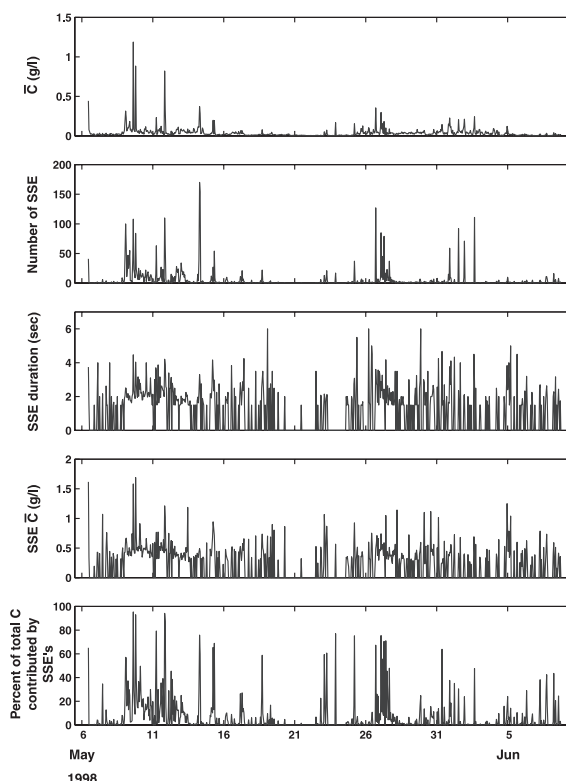 1.5
1
0.5
0
C̅ (g/l)
200
150
100
50
0
Number of SSE
6
4
2
0
SSE duration (sec)
2
1.5
1
0.5
0
SSE C̅ (g/l)
100
80
60
40
20
0
Percent of total C
contributed by
SSE's
6 11 16 21 26 31 5
May Jun
1998